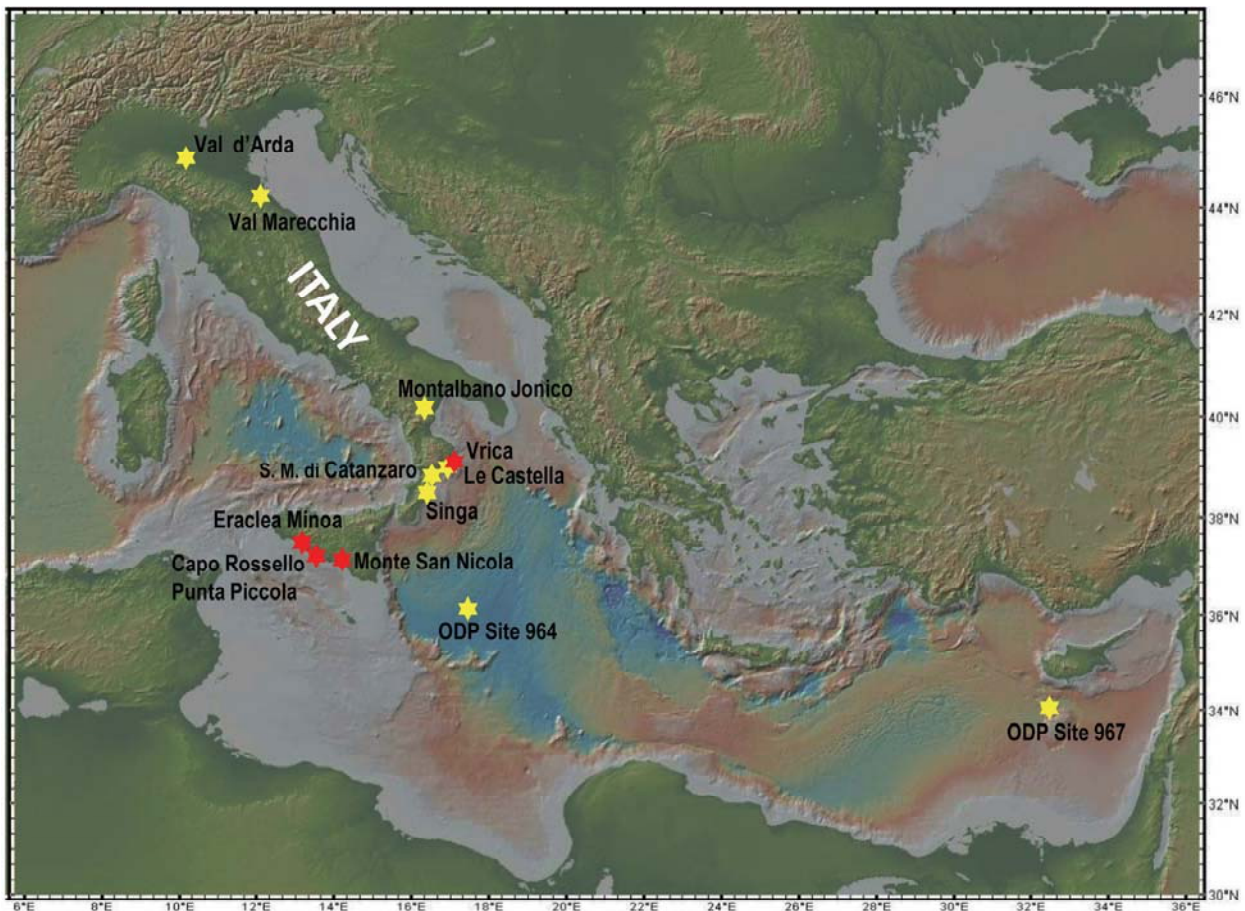 46°N
Val d'Arda
44°N
Val Marecchia
ITALY
42°N
Montalbano Jonico
40°N
Vrica
S. M. di Catanzaro
Le Castella
Singa
Eraclea Minoa
38°N
Capo Rossello
Monte San Nicola
Punta Piccola
36°N
ODP Site 964
34°N
ODP Site 967
32°N
30°N
6°E 8°E 10°E 12°E 14°E 16°E 18°E 20°E 22°E 24°E 26°E 28°E 30°E 32°E 34°E 36°E